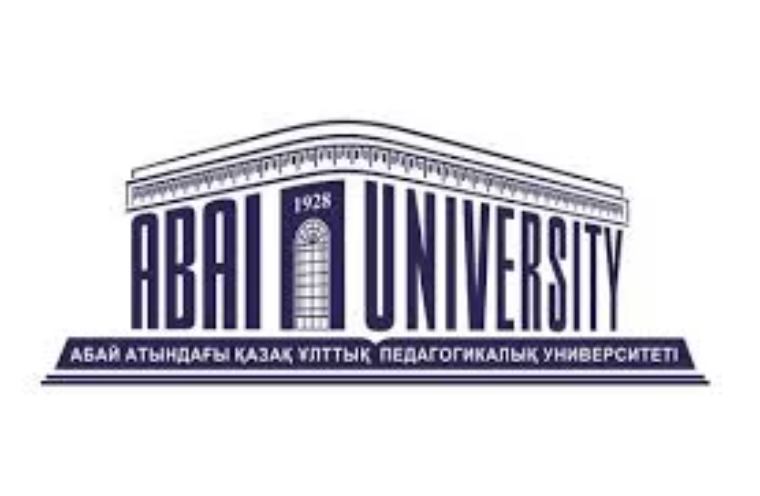 1928
ABAI UNIVERSITY
АБАЙ АТЫНДАҒЫ ҚАЗАҚ ҰЛТТЫҚ ПЕДАГОГИКАЛЫҚ УНИВЕРСИТЕТІ